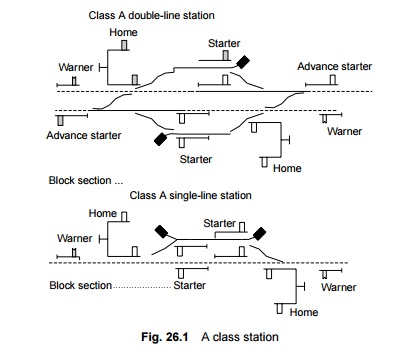 Class A double-line station
Home
Starter
Warner
Advance starter
Advance starter
Warner
Starter
Home
Block section ...
Class A single-line station
Home
Starter
Warner
Block section......................
Starter
Warner
Home
Fig. 26.1 A class station